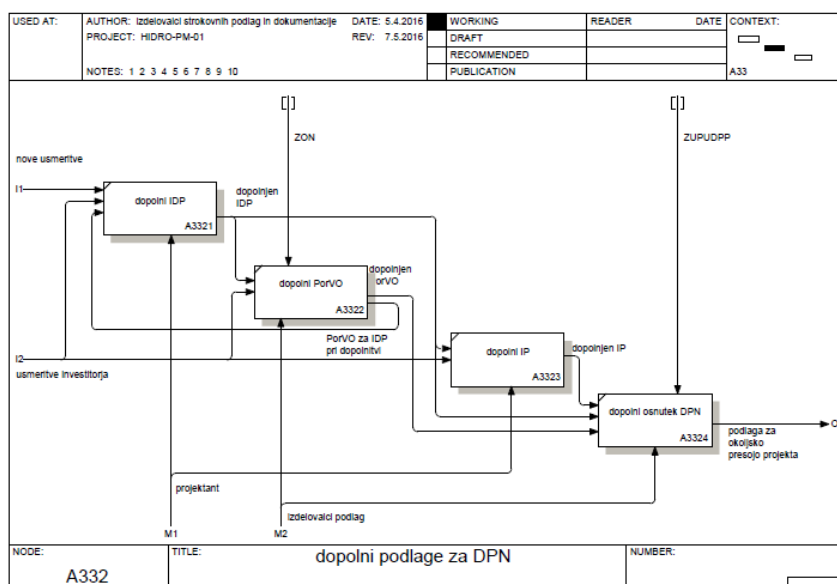 USED AT:
AUTHOR: Izdelovalci strokovnih podlag in dokumentacije
DATE: 5.4.2016
PROJECT: HIDRO-PM-01
REV: 7.5.2016
NOTES: 1 2 3 4 5 6 7 8 9 10
WORKING
DRAFT
RECOMMENDED
PUBLICATION
READER
DATE
CONTEXT:
A33
ZON
ZUPUDPP
nove usmeritve
I1
dopolni IDP
A3321
dopolnjen
IDP
dopolni PorVO
A3322
dopolnjen
orVO
PorVO za IDP
pri dopolnitvi
I2
usmeritve investitorja
dopolni IP
A3323
dopolnjen IP
dopolni osnutek DPN
A3324
podlaga za
okoljsko
presojo projekta
projektant
izdelovalci podlag
M1
M2
NODE:
A332
TITLE:
dopolni podlage za DPN
NUMBER: